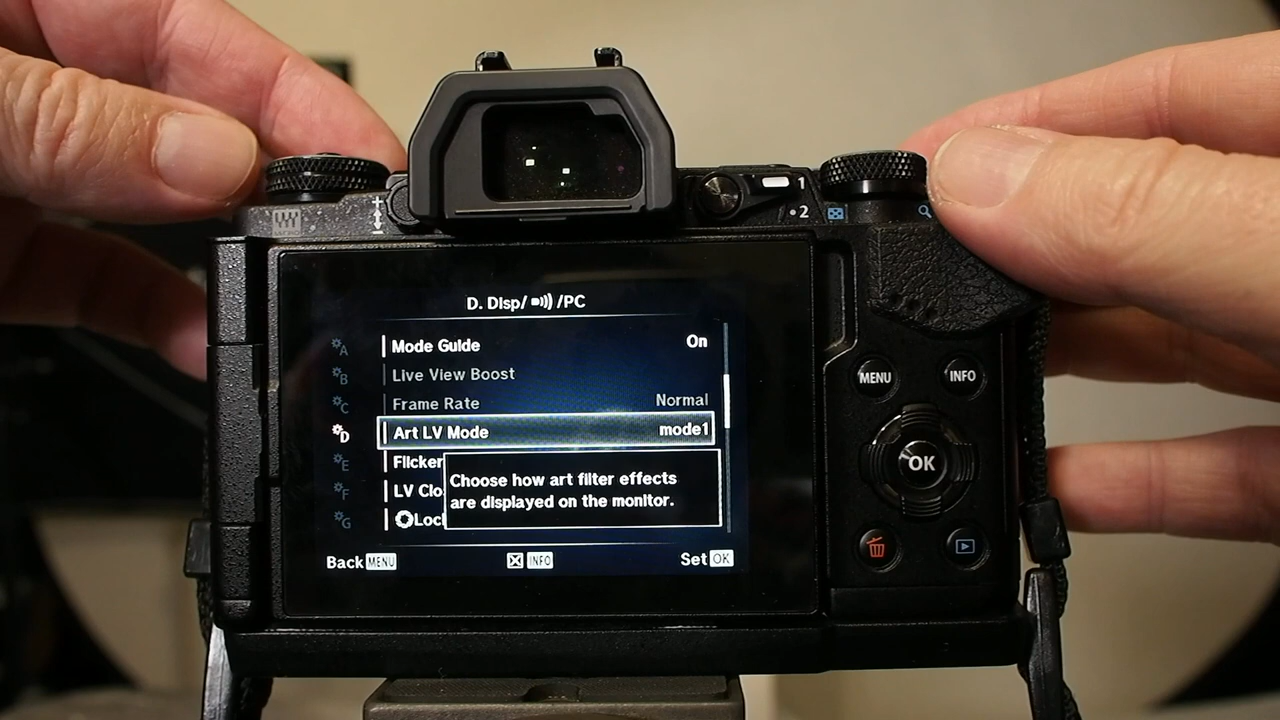 1
2
D. Disp/ /PC
A
Mode Guide On
B
Live View Boost
C
Frame Rate Normal
D
Art LV Mode mode1
E
Flicker
Choose how art filter effects
are displayed on the monitor.
F
LV Clo
G
Lock
Back MENU INFO Set OK
MENU INFO
OK